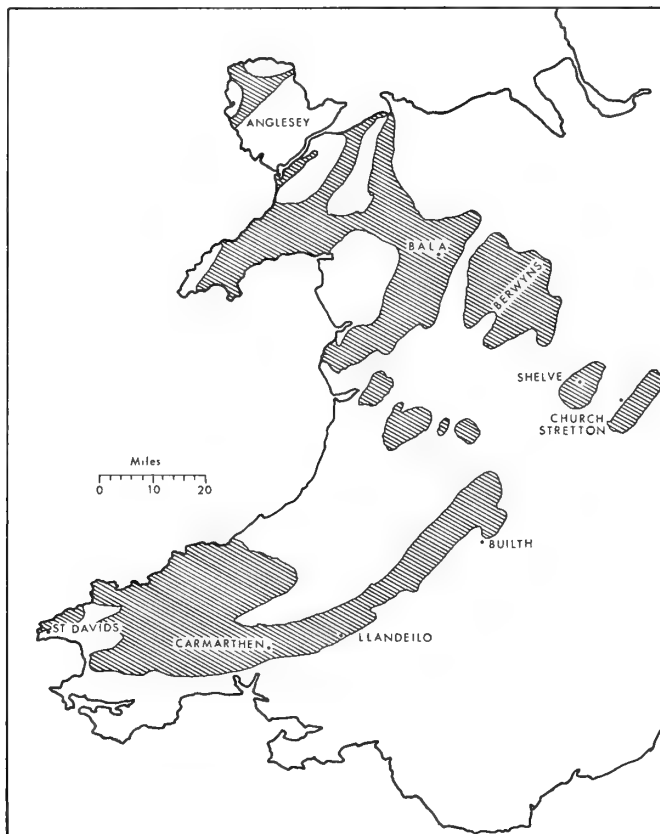 ANGLESEY
BALA
BERWYNS
SHELVE
CHURCH
STRETTON
Miles
0 10 20
BUILTH
ST DAVIDS
CARMARTHEN
LLANDEILO